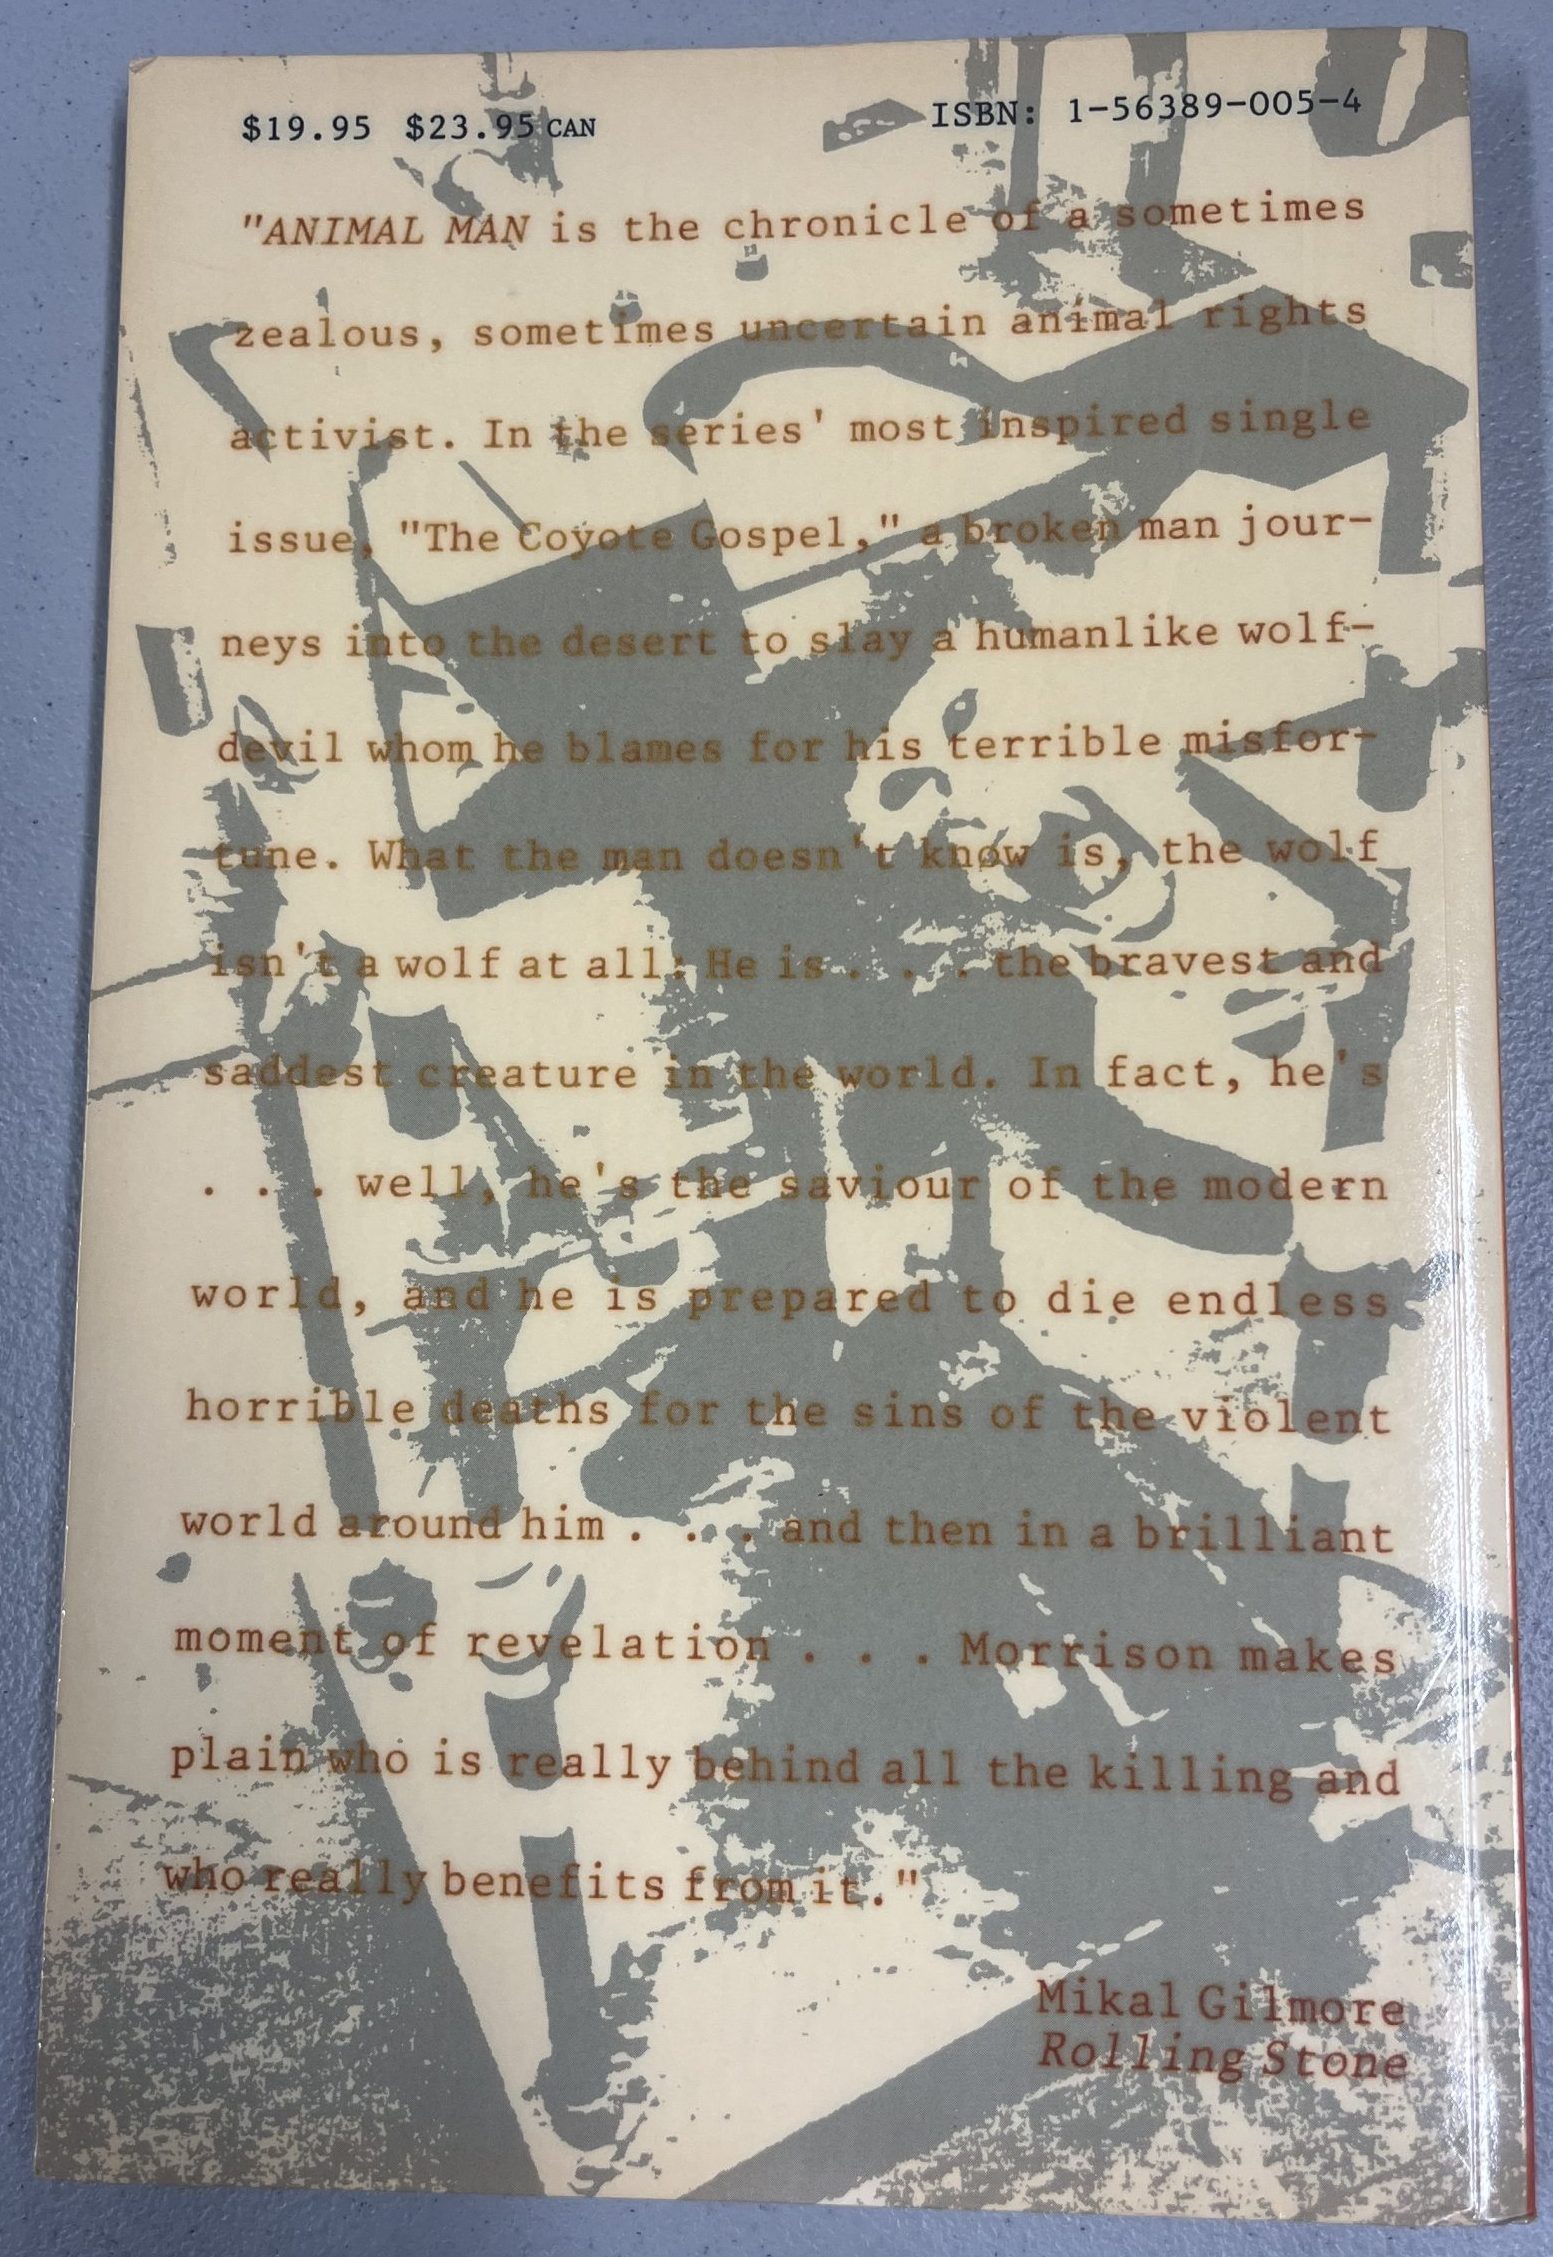 $19.95 $23.95 CAN ISBN: 1-56389-005-4
"ANIMAL MAN is the chronicle of a sometimes
zealous, sometimes uncertain animal rights
activist. In the series' most inspired single
issue, "The Coyote Gospel," a broken man jour-
neys into the desert to slay a humanlike wolf-
devil whom he blames for his terrible misfor-
tune. What the man doesn't know is, the wolf
isn't a wolf at all: He is . . . the bravest and
saddest creature in the world. In fact, he's
. . . well, he's the saviour of the modern
world, and he is prepared to die endless
horrible deaths for the sins of the violent
world around him . . . and then in a brilliant
moment of revelation . . . Morrison makes
plain who is really behind all the killing and
who really benefits from it."
Mikal Gilmore
Rolling Stone